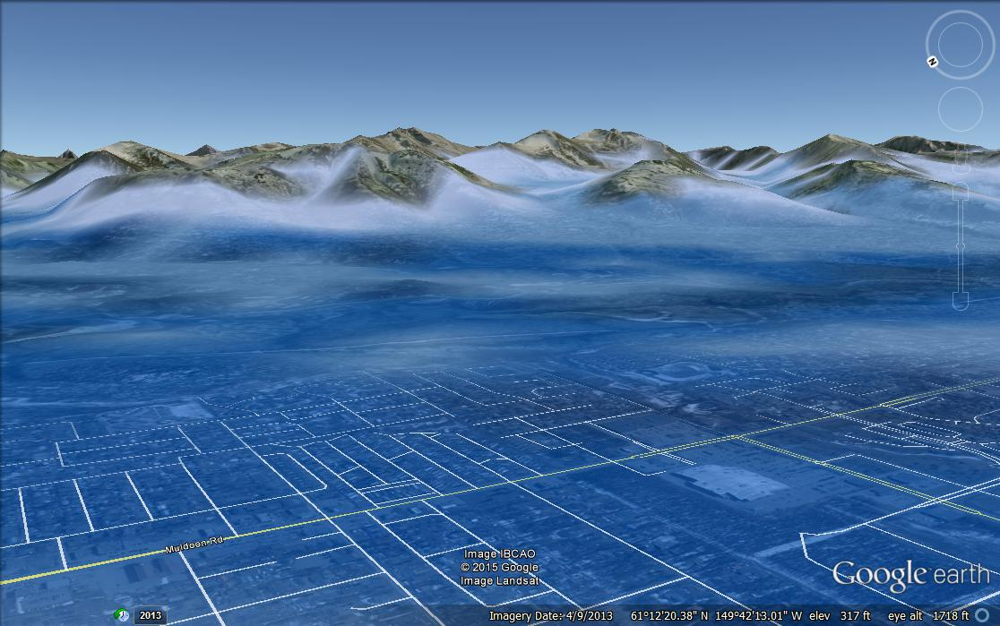 N
Muldoon Rd
Image IBCAO
© 2015 Google
Image Landsat
Google earth
2013
Imagery Date: 4/9/2013 61°12'20.38" N 149°42'13.01" W elev 317 ft eye alt 1718 ft